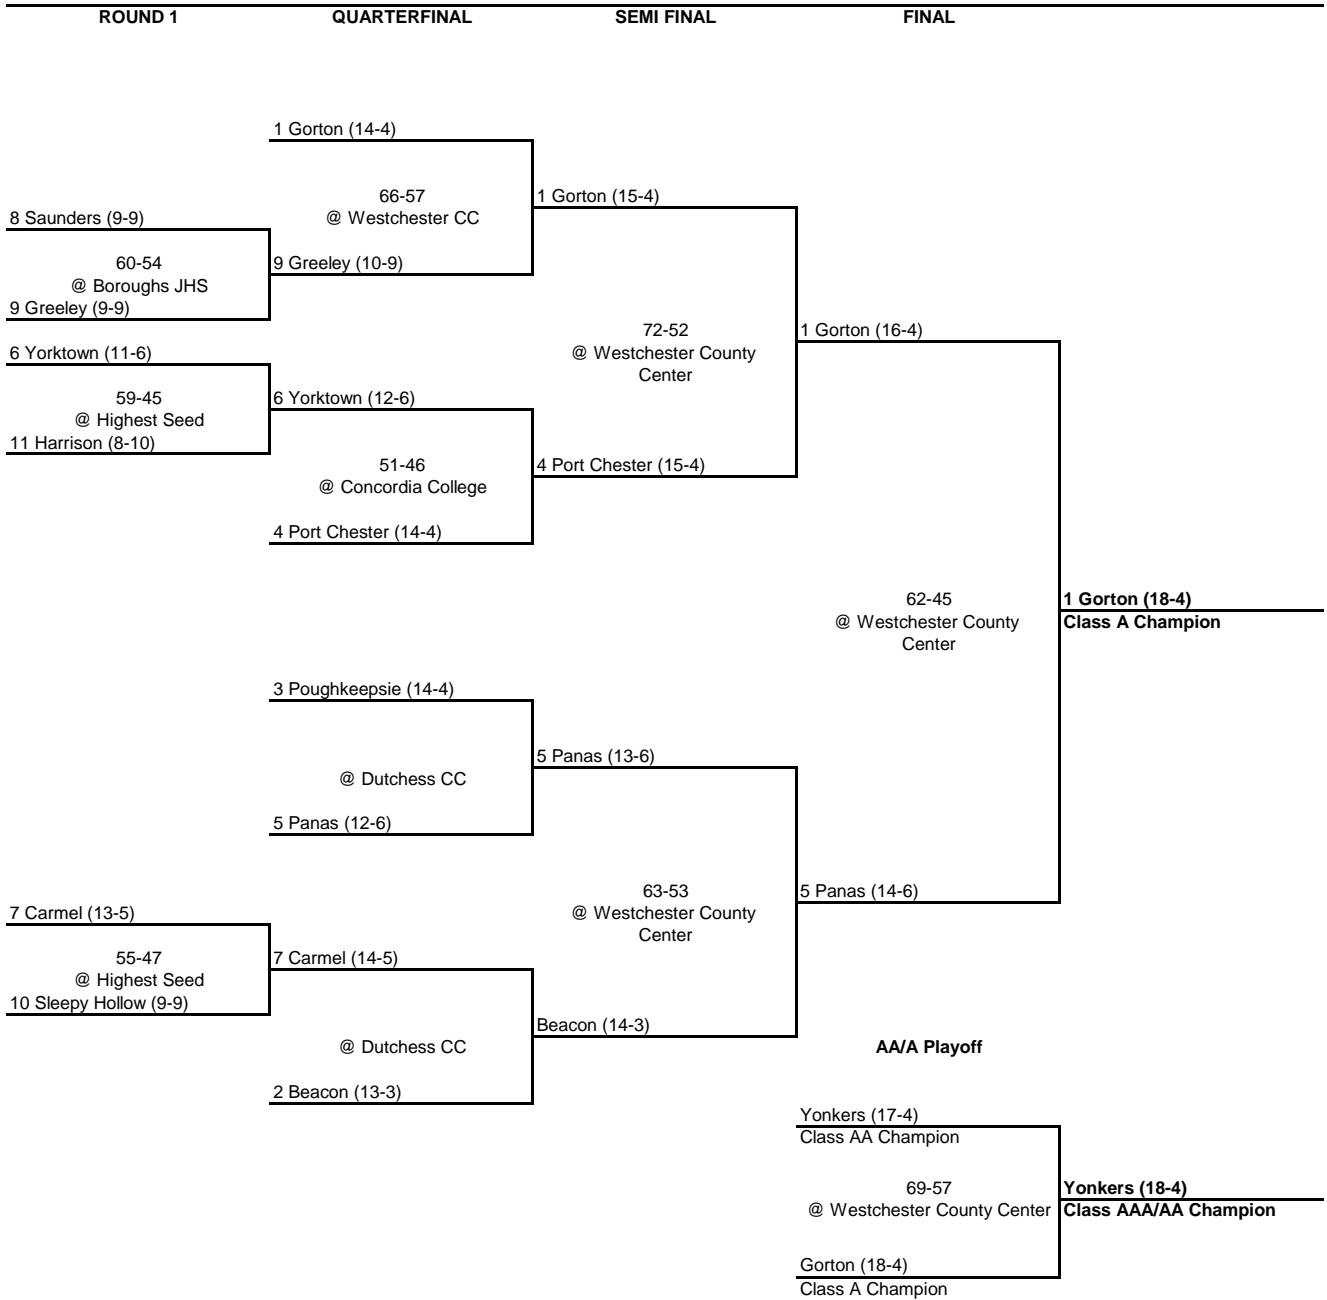 ROUND 1 QUARTERFINAL SEMI FINAL FINAL
1 Gorton (14-4)
66-57
@ Westchester CC
1 Gorton (15-4)
8 Saunders (9-9)
60-54
@ Boroughs JHS
9 Greeley (10-9)
9 Greeley (9-9)
72-52
@ Westchester County
Center
1 Gorton (16-4)
6 Yorktown (11-6)
59-45
@ Highest Seed
6 Yorktown (12-6)
11 Harrison (8-10)
51-46
@ Concordia College
4 Port Chester (15-4)
4 Port Chester (14-4)
62-45
@ Westchester County
Center
1 Gorton (18-4)
Class A Champion
3 Poughkeepsie (14-4)
@ Dutchess CC
5 Panas (13-6)
5 Panas (12-6)
63-53
@ Westchester County
Center
5 Panas (14-6)
7 Carmel (13-5)
55-47
@ Highest Seed
7 Carmel (14-5)
10 Sleepy Hollow (9-9)
@ Dutchess CC
Beacon (14-3)
2 Beacon (13-3)
AA/A Playoff
Yonkers (17-4)
Class AA Champion
69-57
@ Westchester County Center
Yonkers (18-4)
Class AAA/AA Champion
Gorton (18-4)
Class A Champion